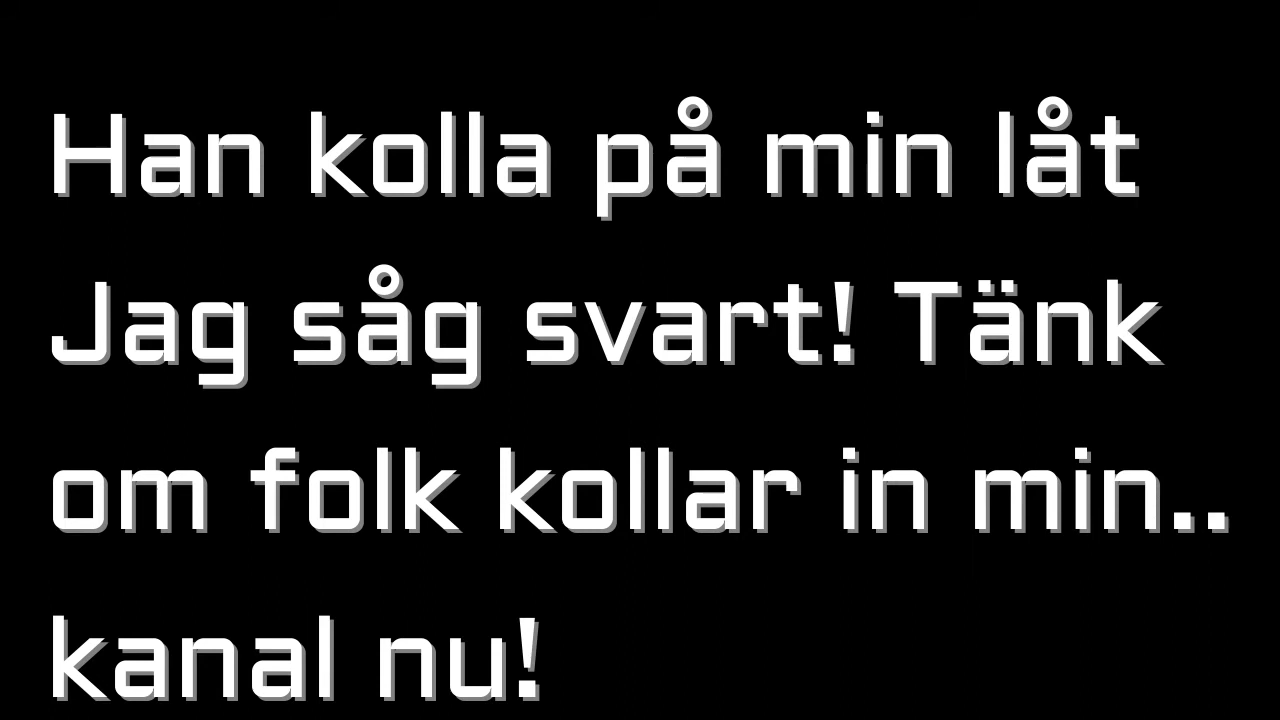 Han kolla på min låt
Jag såg svart! Tänk
om folk kollar in min..
kanal nu!